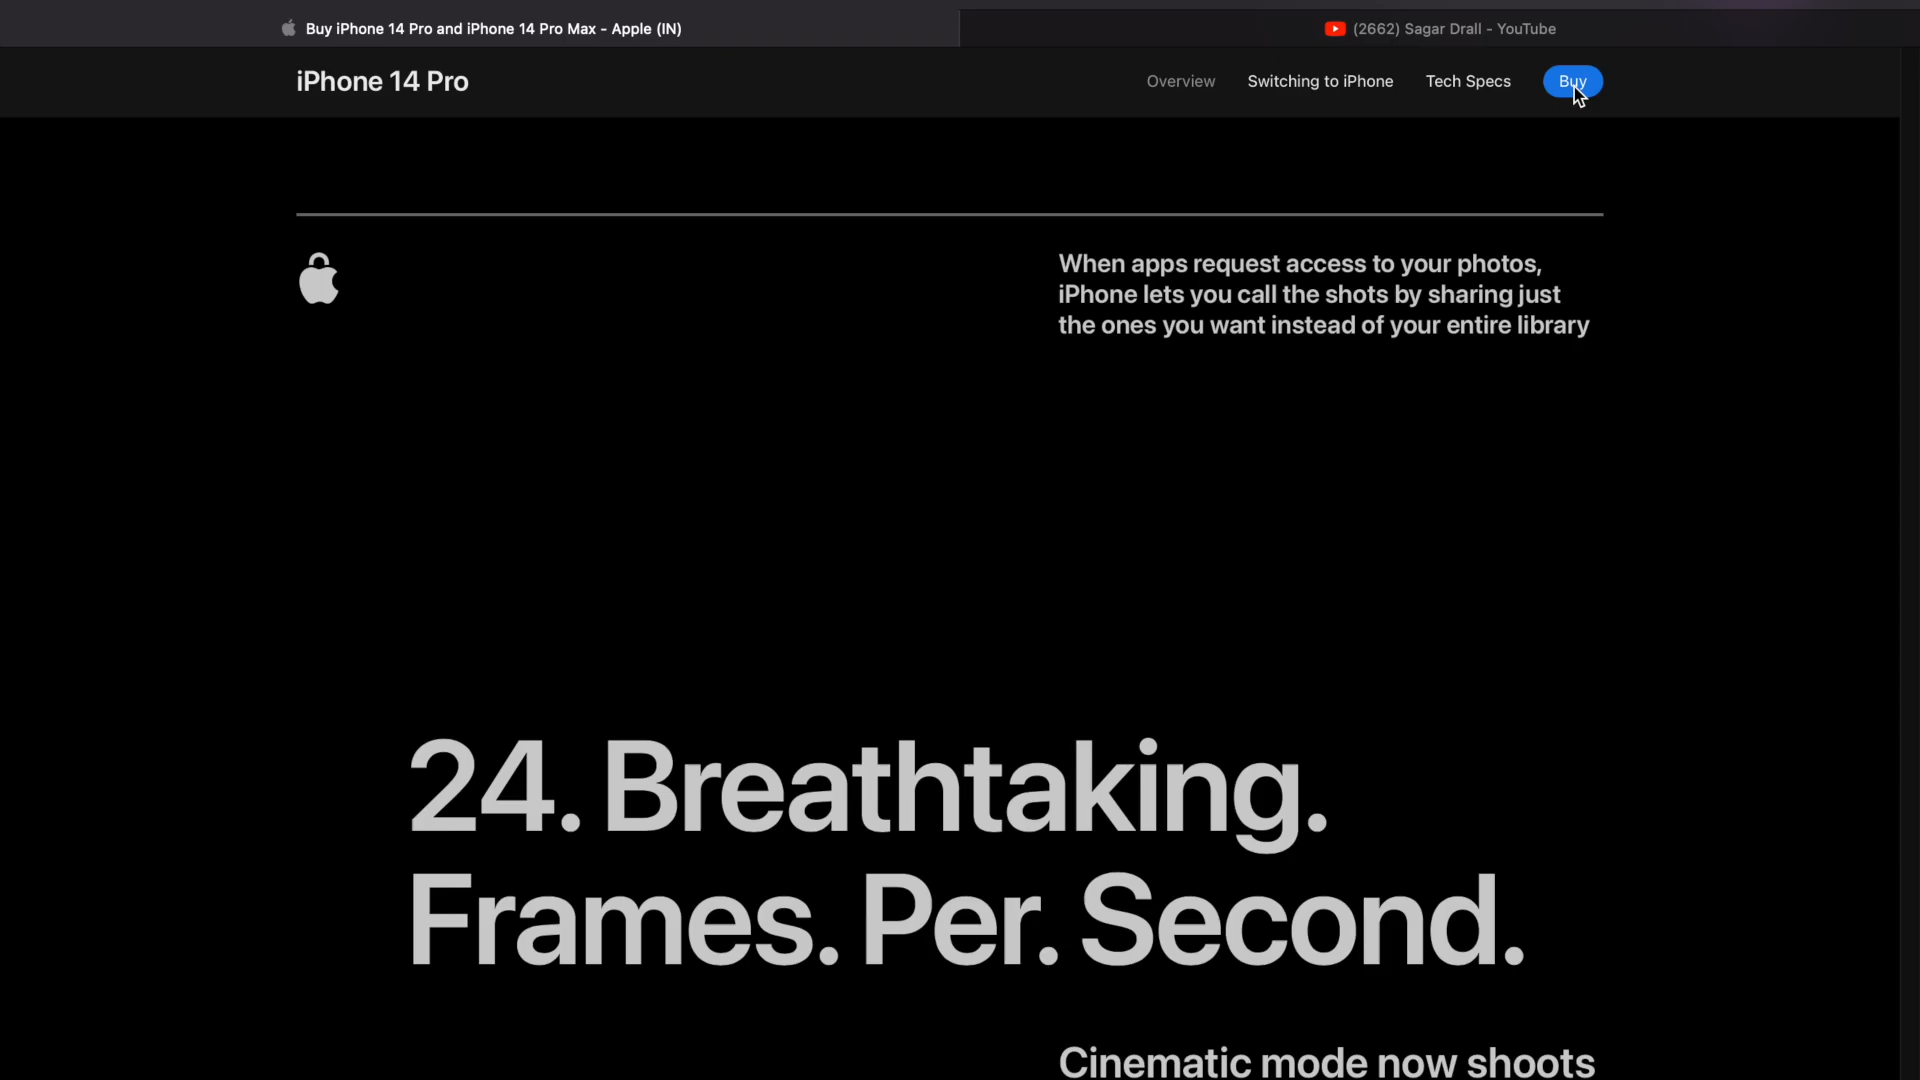 Buy iPhone 14 Pro and iPhone 14 Pro Max - Apple (IN)
(2662) Sagar Drall - YouTube
iPhone 14 Pro
Overview
Switching to iPhone
Tech Specs
Buy
When apps request access to your photos,
iPhone lets you call the shots by sharing just
the ones you want instead of your entire library
24. Breathtaking.
Frames. Per. Second.
Cinematic mode now shoots